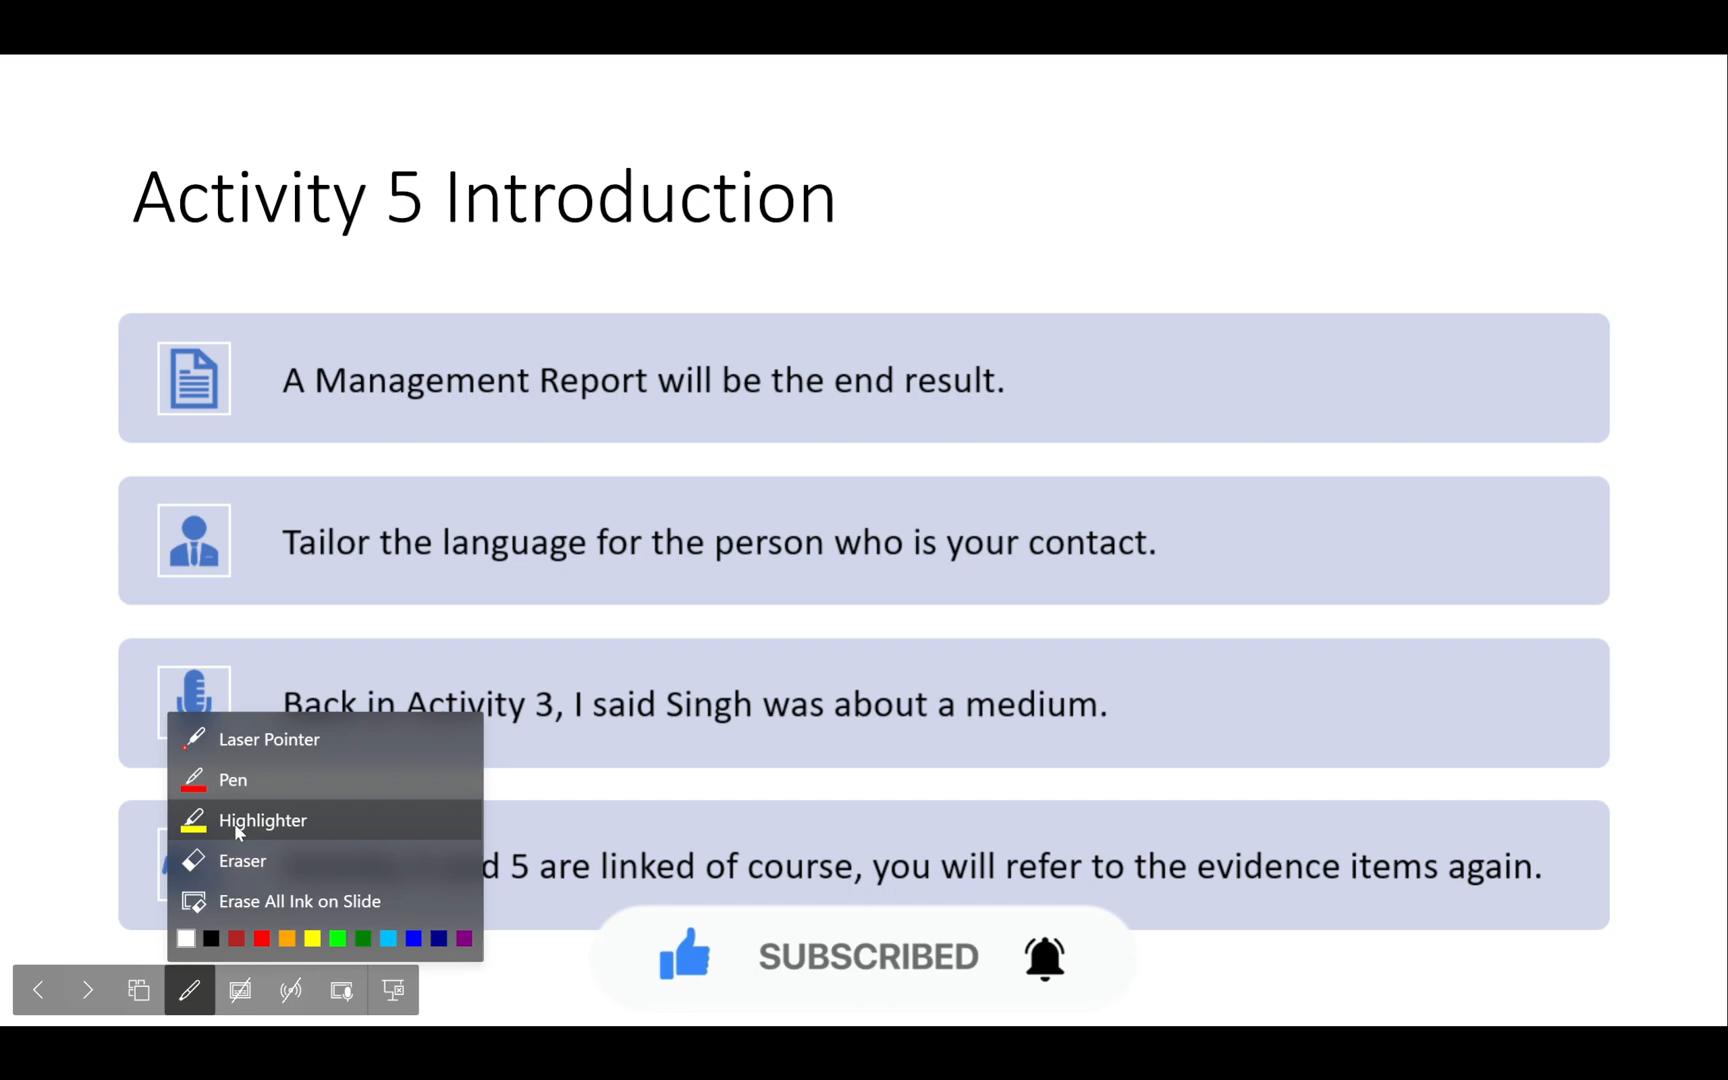 Activity 5 Introduction
A Management Report will be the end result.
Tailor the language for the person who is your contact.
Back in Activity 3, I said Singh was about a medium.
Laser Pointer
Pen
Highlighter
d 5 are linked of course, you will refer to the evidence items again.
Eraser
Erase All Ink on Slide
SUBSCRIBED